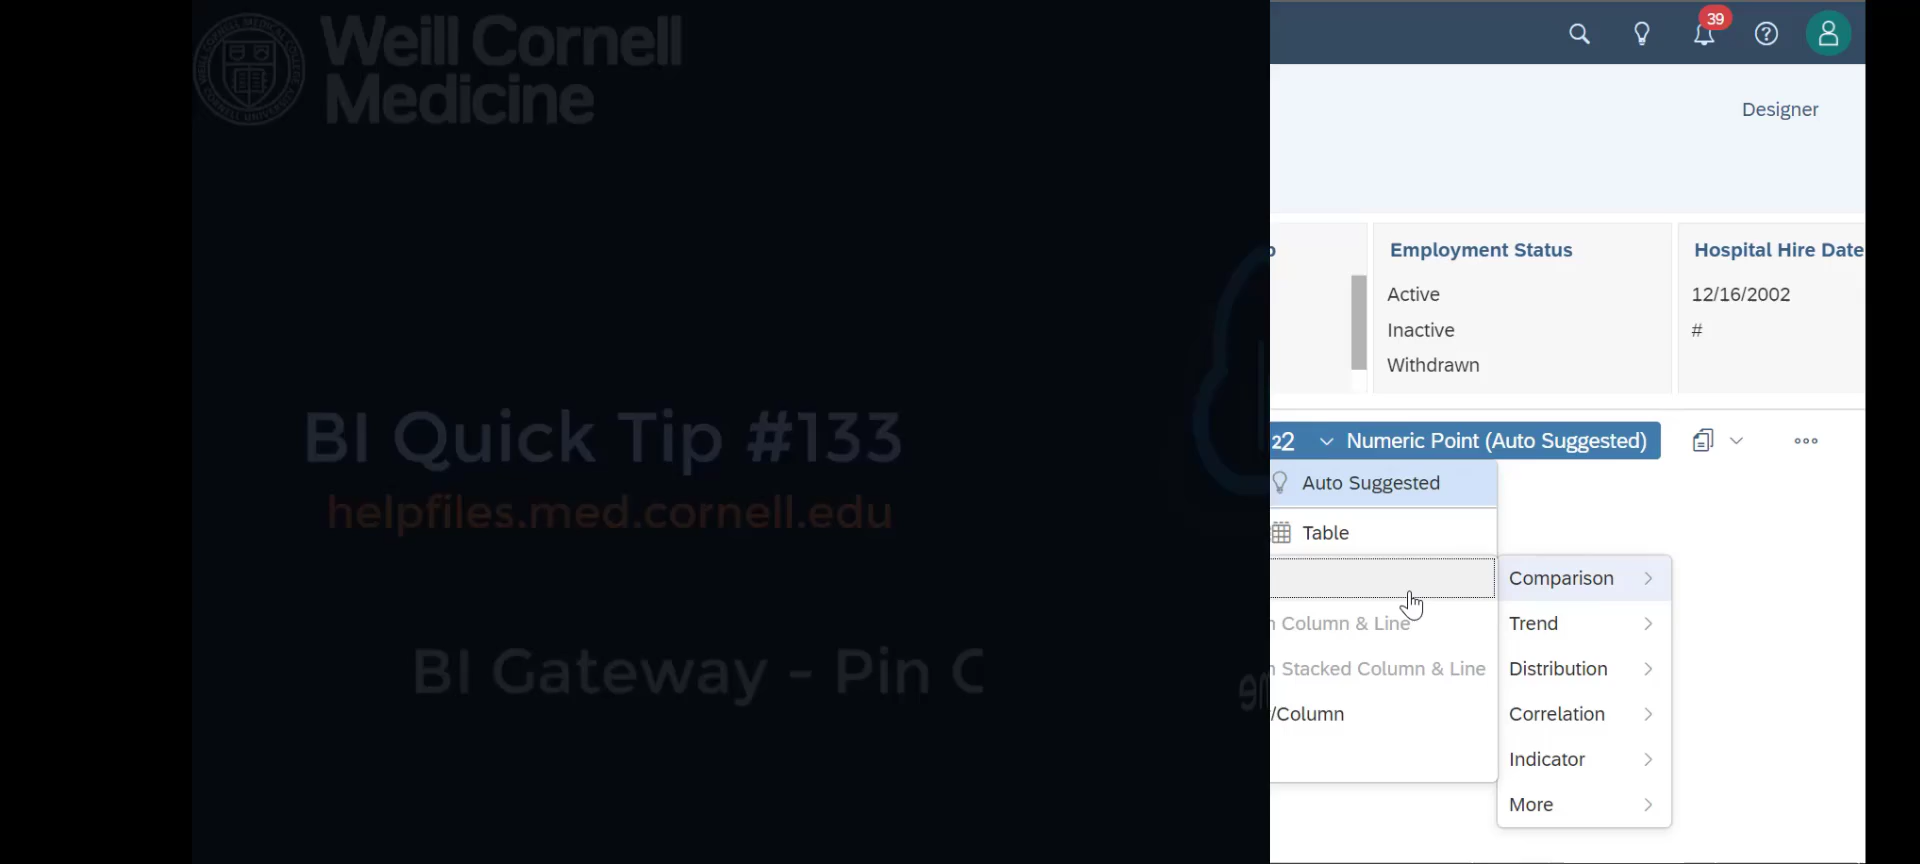 Weill Cornell
Medicine
BI Quick Tip #133
helpfiles.med.cornell.edu
BI Gateway - Pin
39
Designer
Employment Status
Hospital Hire Date
Active
12/16/2002
Inactive
#
Withdrawn
Numeric Point (Auto Suggested)
Auto Suggested
Table
Comparison
Column & Line
Trend
Stacked Column & Line
Distribution
/Column
Correlation
Indicator
More